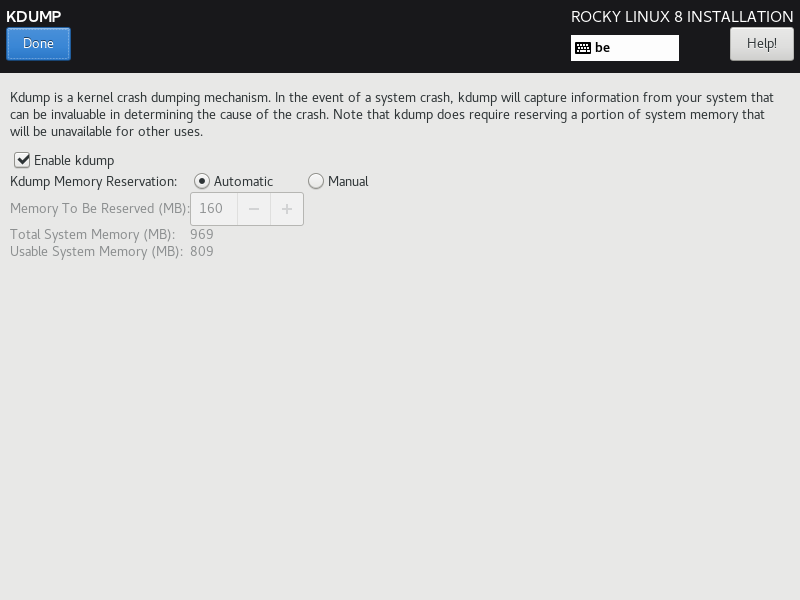 KDUMP
ROCKY LINUX 8 INSTALLATION
Done
be
Help!
Kdump is a kernel crash dumping mechanism. In the event of a system crash, kdump will capture information from your system that
can be invaluable in determining the cause of the crash. Note that kdump does require reserving a portion of system memory that
will be unavailable for other uses.
Enable kdump
Kdump Memory Reservation: Automatic Manual
Memory To Be Reserved (MB): 160 − +
Total System Memory (MB): 969
Usable System Memory (MB): 809